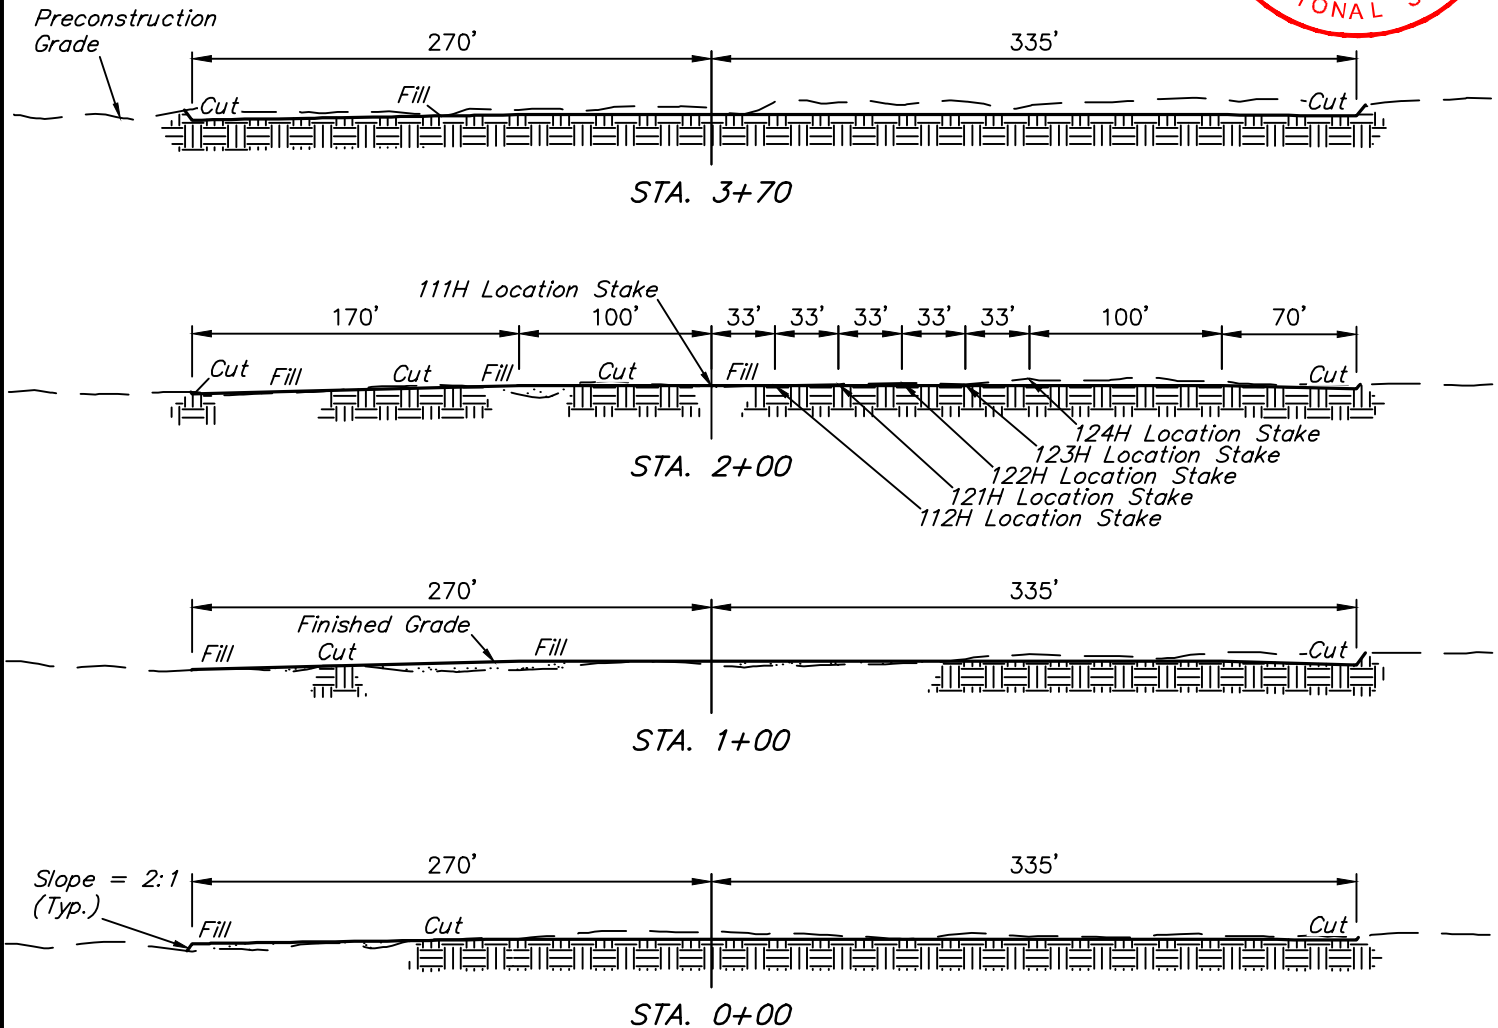 Preconstruction
Grade
270'
335'
Cut
Fill
Cut
IONAL
STA. 3+70
111H Location Stake
170'
100'
33'
33'
33'
33'
33'
100'
70'
Cut
Fill
Cut
Fill
Cut
Fill
Cut
124H Location Stake
123H Location Stake
122H Location Stake
121H Location Stake
112H Location Stake
STA. 2+00
270'
335'
Finished Grade
Fill
Cut
Fill
Cut
STA. 1+00
270'
335'
Slope = 2:1
(Typ.)
Fill
Cut
Cut
STA. 0+00